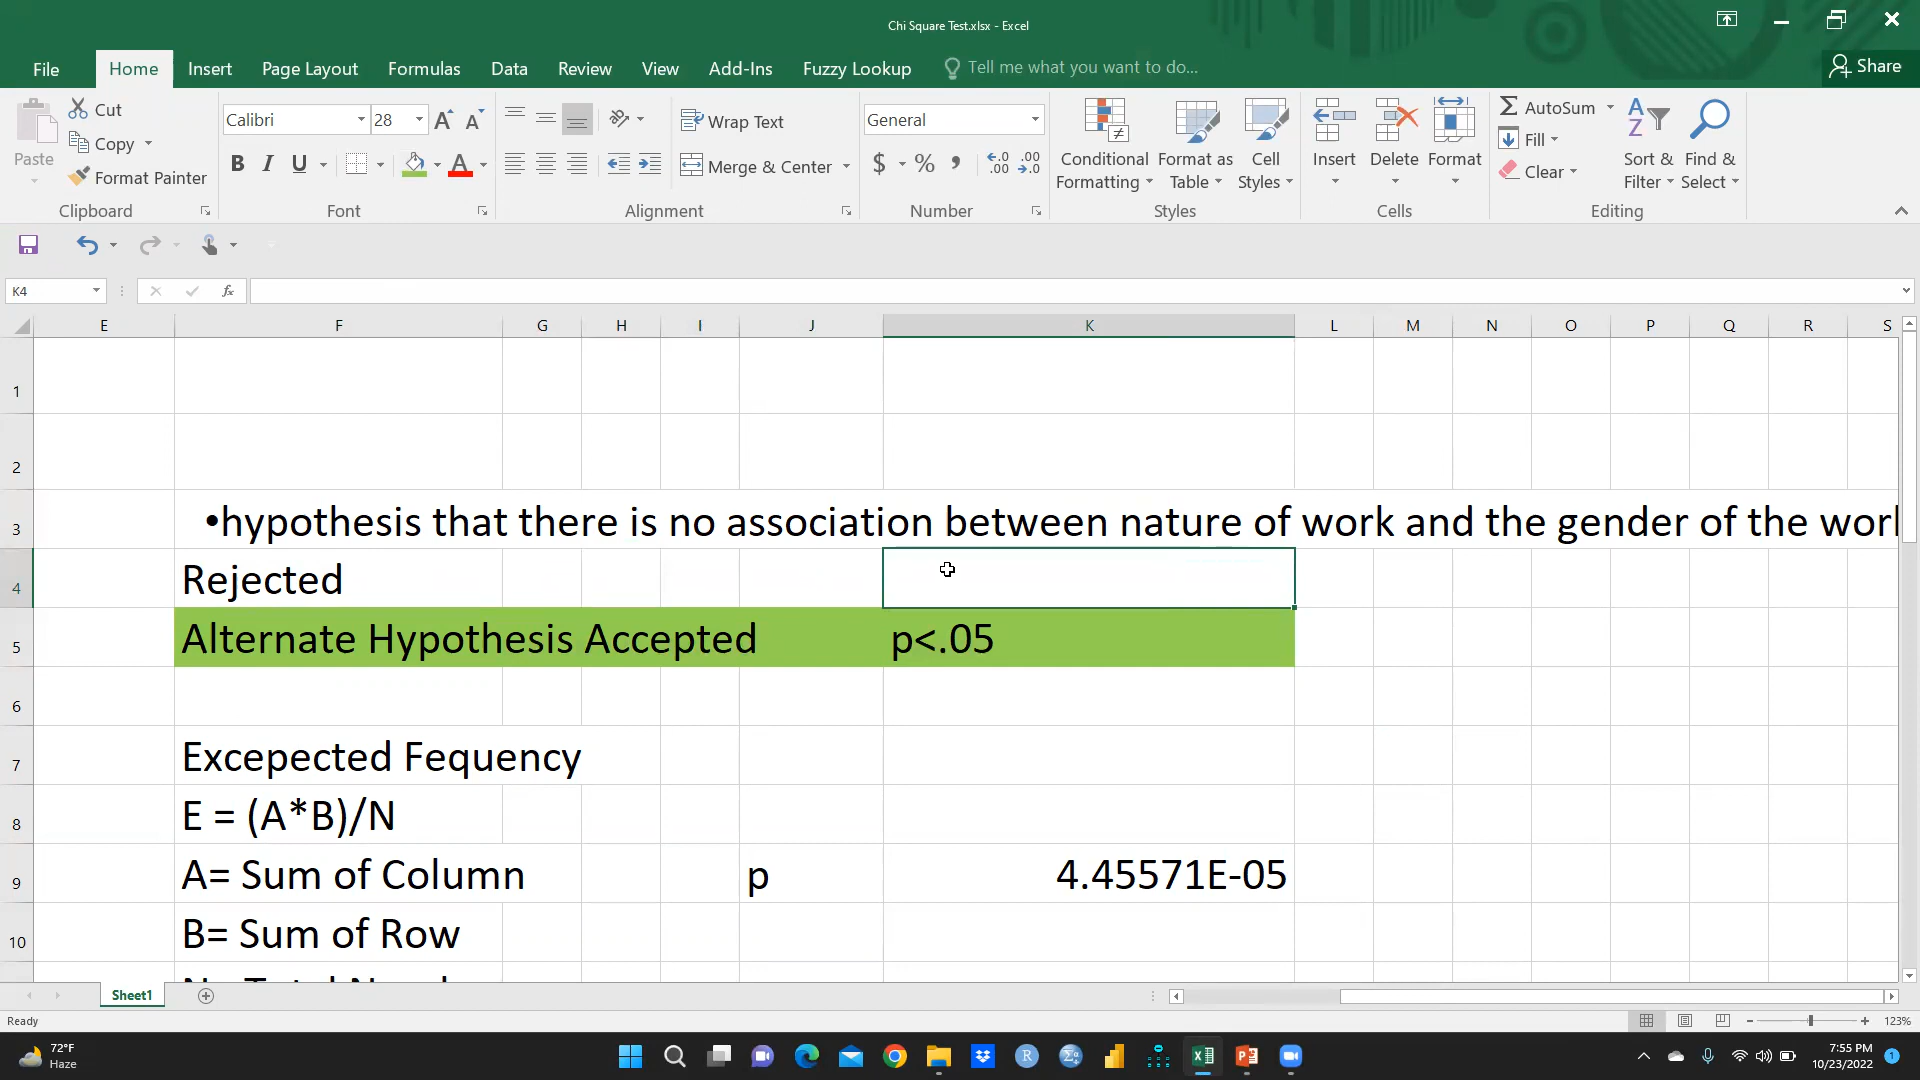 Chi Square Test.xlsx - Excel
File Home Insert Page Layout Formulas Data Review View Add-Ins Fuzzy Lookup Tell me what you want to do... Share
Paste Cut Copy Format Painter Clipboard
Calibri 28 Font
Wrap Text Merge & Center Alignment
General $ % Number
Conditional Formatting Format as Table Cell Styles Styles
Insert Delete Format Cells
AutoSum Fill Clear Sort & Filter Find & Select Editing
K4 fx
E F G H I J K L M N O P Q R S
1
2
3 •hypothesis that there is no association between nature of work and the gender of the
4 Rejected
5 Alternate Hypothesis Accepted p<.05
6
7 Excepected Fequency
8 E = (A*B)/N
9 A= Sum of Column p 4.45571E-05
10 B= Sum of Row
Sheet1
Ready 123%
72°F
Haze
7:55 PM
10/23/2022
1